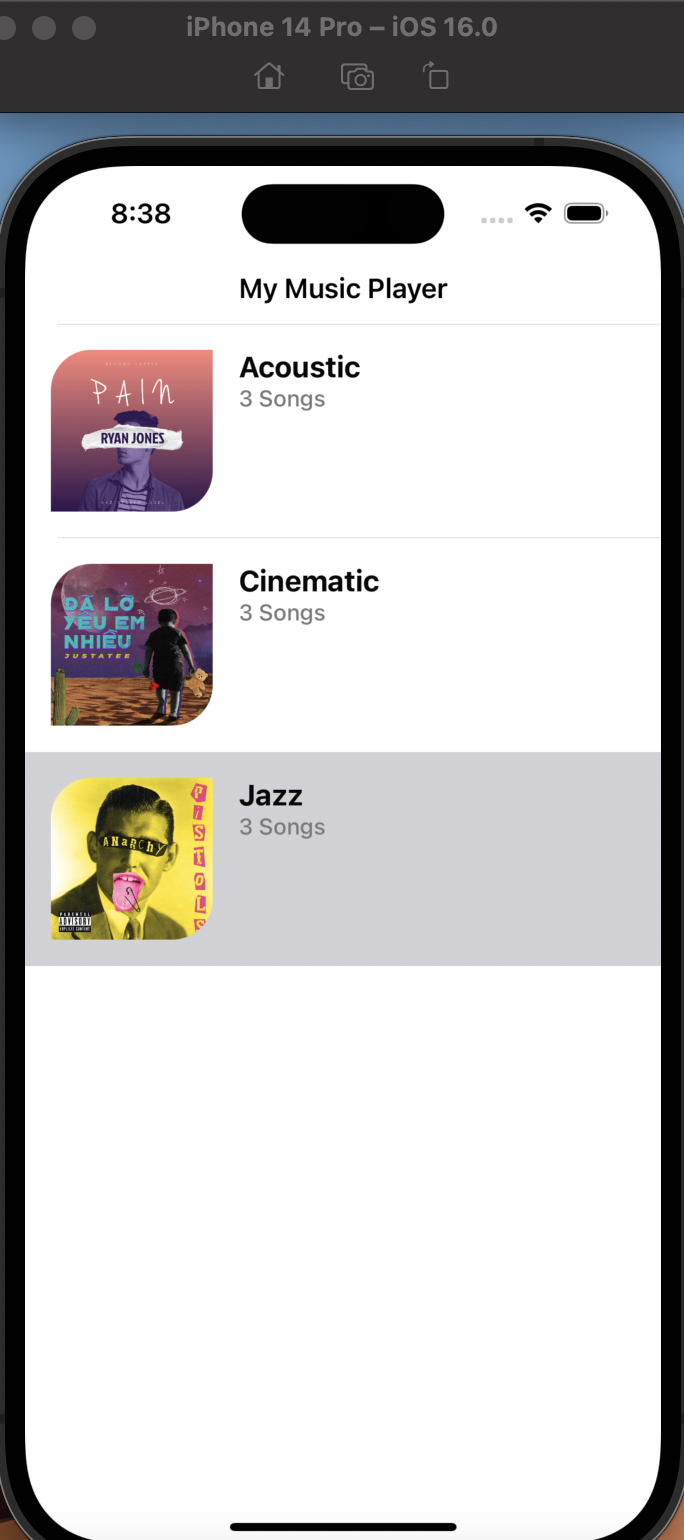 iPhone 14 Pro – iOS 16.0
8:38
My Music Player
PAIN
RYAN JONES
Acoustic
3 Songs
ĐÃ LỠ
YÊU EM
NHIỀU
JUSTATEE
Cinematic
3 Songs
ANaRChY
PiSToLS
PARENTAL
ADVISORY
EXPLICIT CONTENT
Jazz
3 Songs